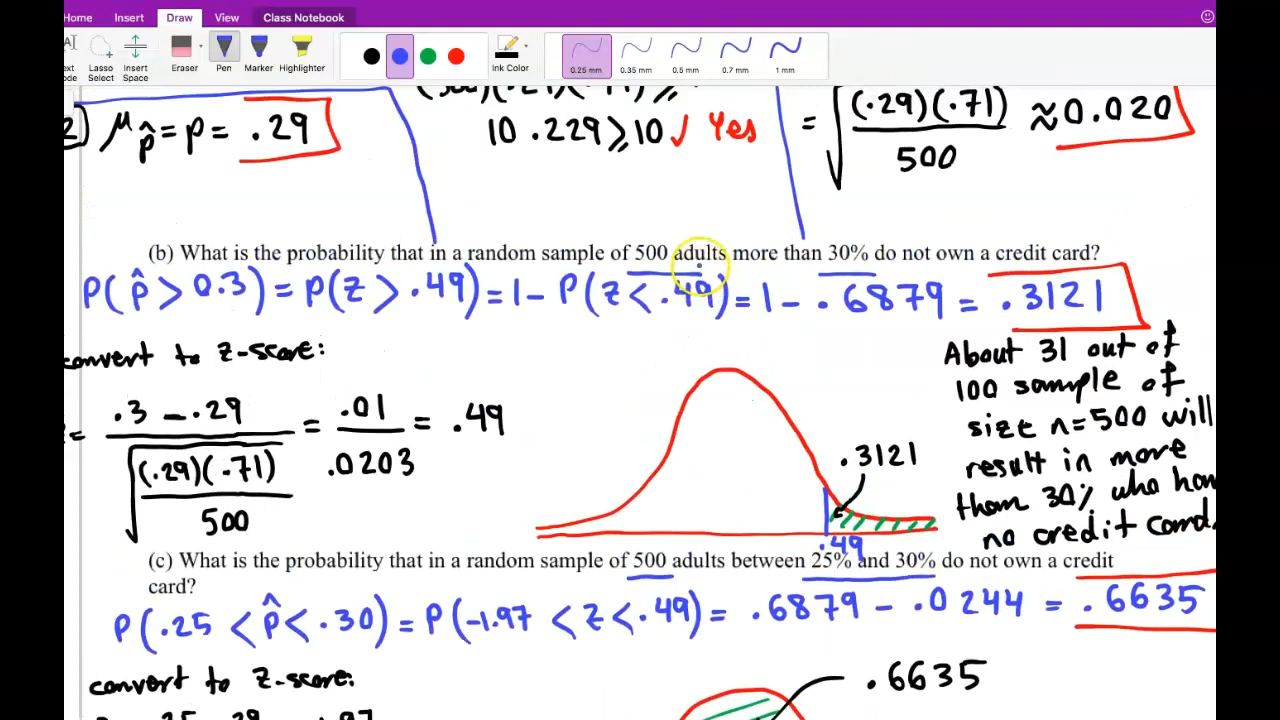 Home Insert Draw View Class Notebook
Text Mode Lasso Select Insert Space Eraser Pen Marker Highlighter Ink Color 0.25 mm 0.35 mm 0.5 mm 0.7 mm 1 mm
2) μp̂ = p = .29
10.229 ≥ 10 ✓ Yes
= √(.29)(.71)/500 ≈ 0.020
(b) What is the probability that in a random sample of 500 adults more than 30% do not own a credit card?
P(p̂ > 0.3) = P(z > .49) = 1 - P(z < .49) = 1 - .6879 = .3121
convert to z-score:
z = .3 - .29 / √(.29)(.71)/500 = .01/.0203 = .49
.3121
.49
About 31 out of
100 sample of
size n=500 will
result in more
than 30% who
no credit card.
(c) What is the probability that in a random sample of 500 adults between 25% and 30% do not own a credit
card?
P(.25 < p̂ < .30) = P(-1.97 < z < .49) = .6879 - .0244 = .6635
convert to z-score:
.6635